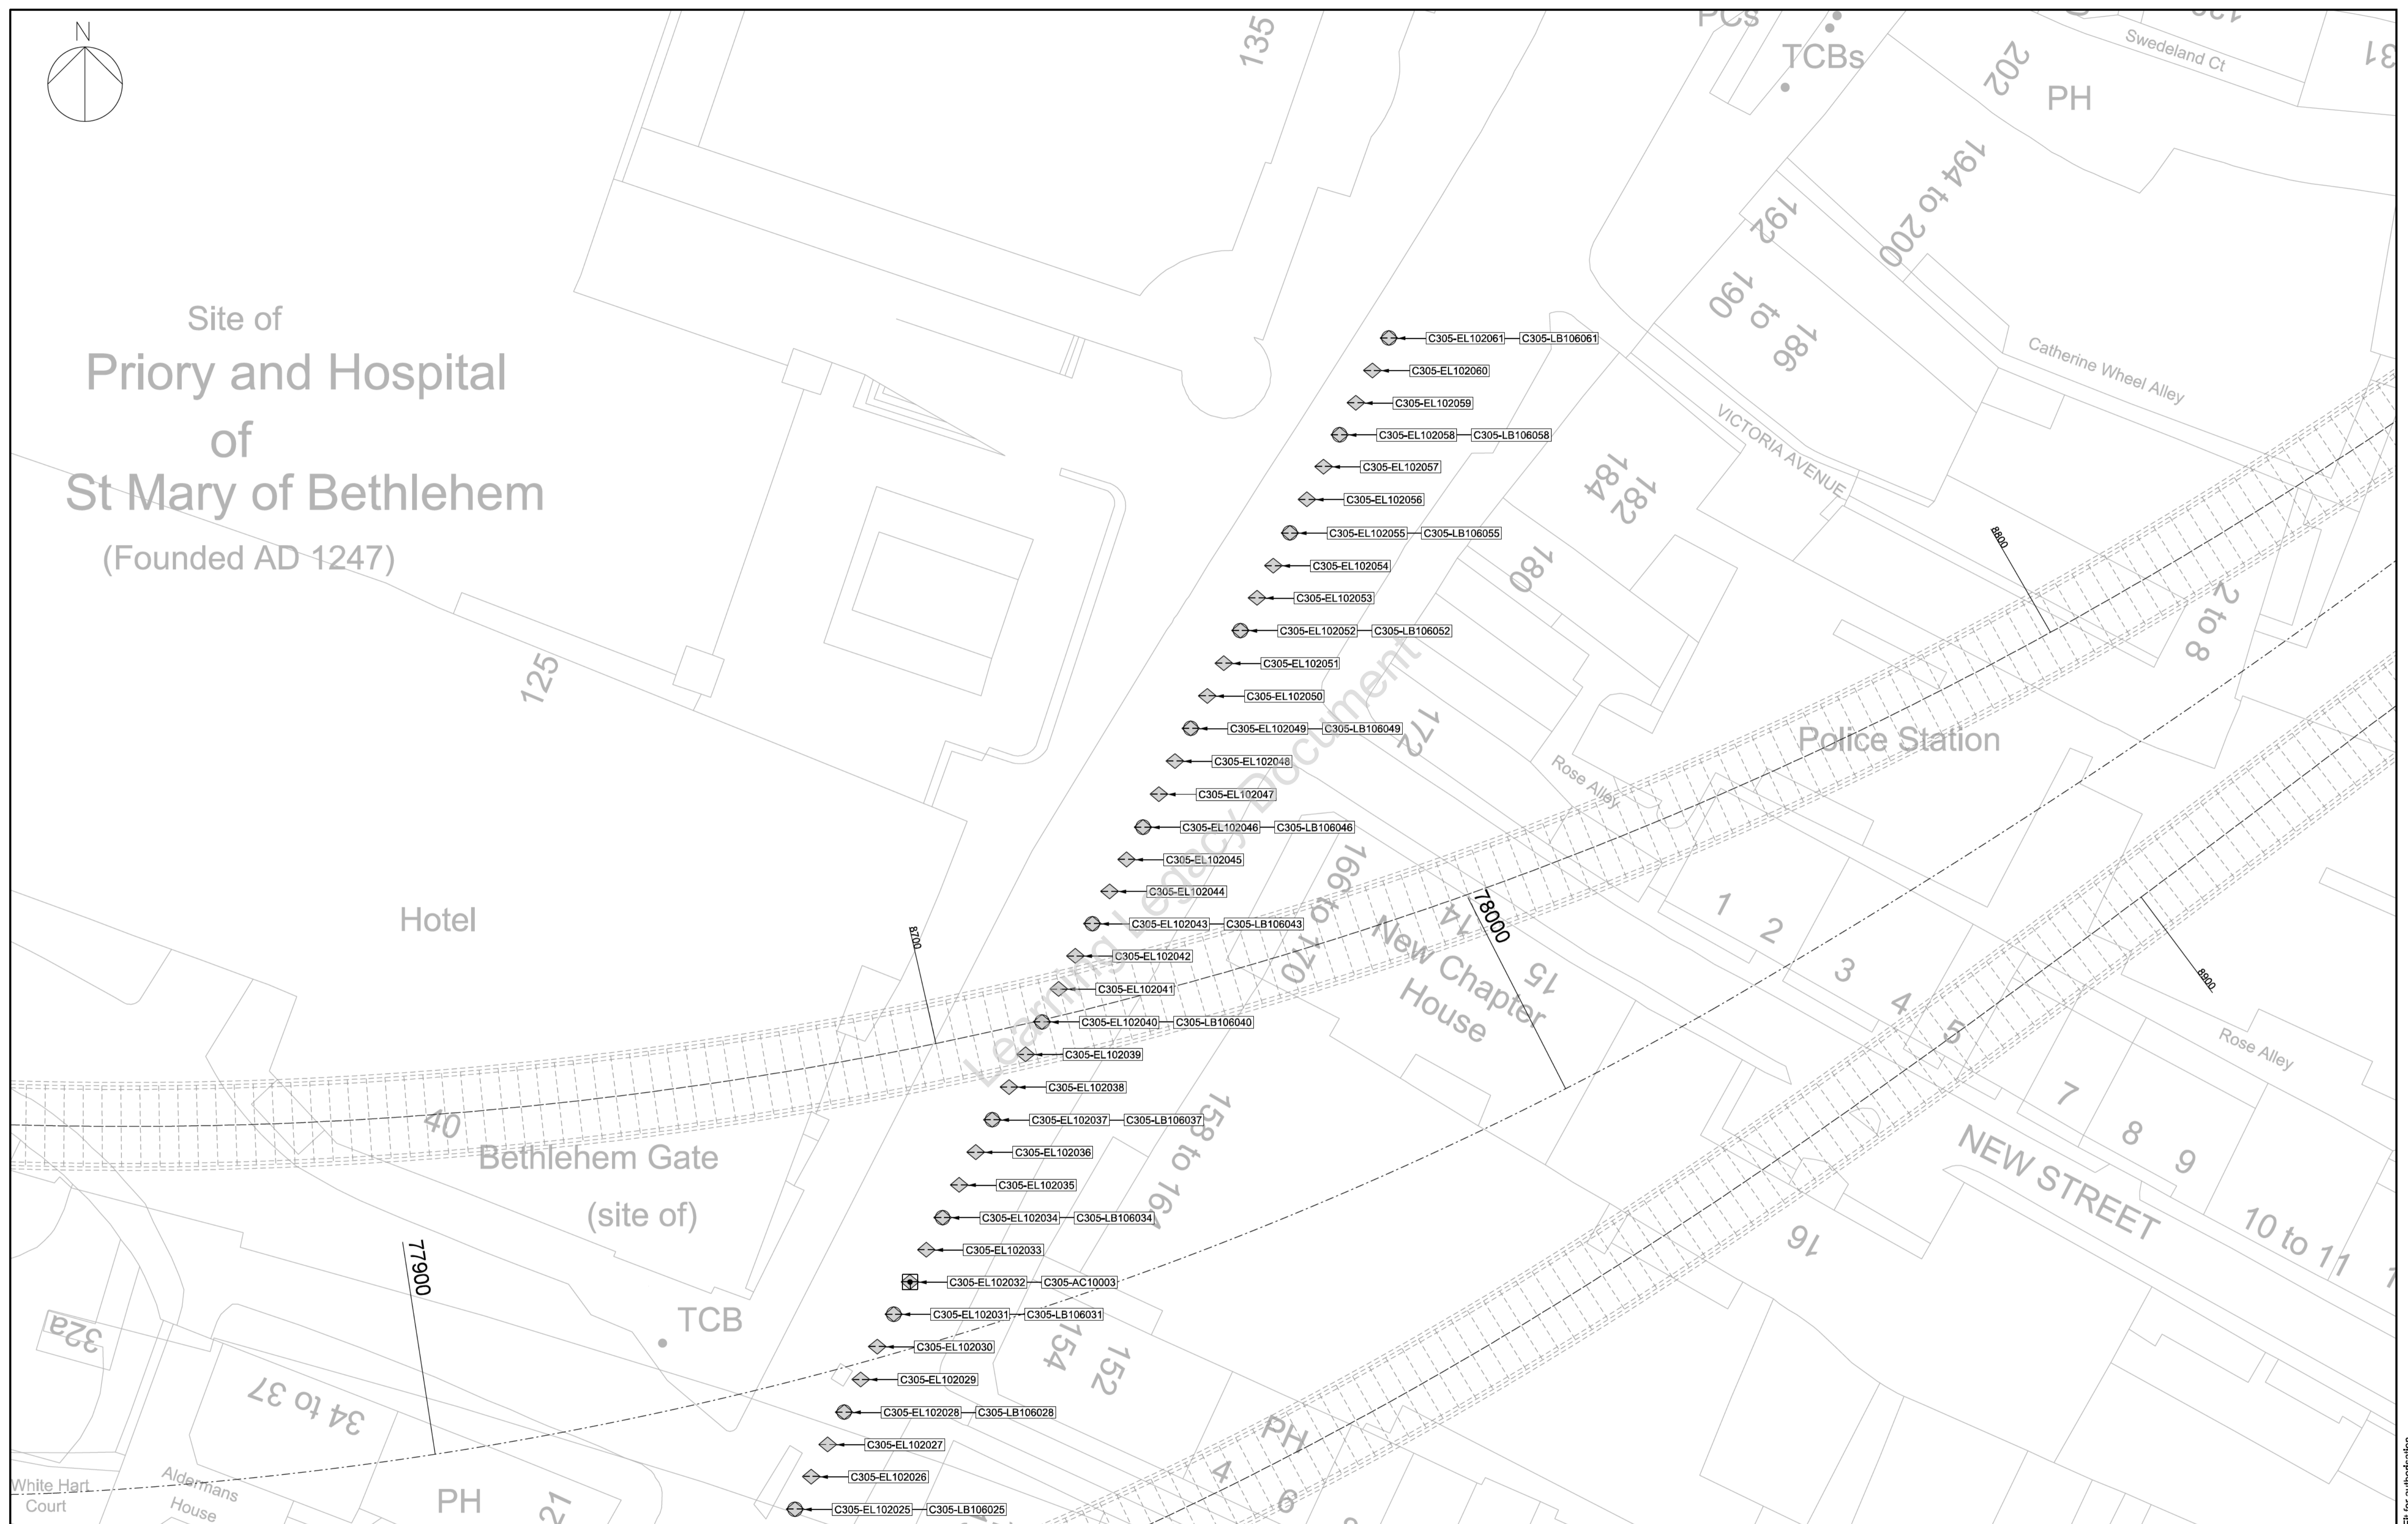 N
135
PCs
TCBs
Swedeland Ct
31
202
PH
194 to 200
192
190
to
186
Catherine Wheel Alley
VICTORIA AVENUE
184
182
180
Site of
Priory and Hospital
of
St Mary of Bethlehem
(Founded AD 1247)
125
C305-EL102061 C305-LB106061
C305-EL102060
C305-EL102059
C305-EL102058 C305-LB106058
C305-EL102057
C305-EL102056
C305-EL102055 C305-LB106055
C305-EL102054
C305-EL102053
C305-EL102052 C305-LB106052
C305-EL102051
C305-EL102050
C305-EL102049 C305-LB106049
C305-EL102048
C305-EL102047
C305-EL102046 C305-LB106046
C305-EL102045
C305-EL102044
C305-EL102043 C305-LB106043
C305-EL102042
C305-EL102041
C305-EL102040 C305-LB106040
C305-EL102039
C305-EL102038
C305-EL102037 C305-LB106037
C305-EL102036
C305-EL102035
C305-EL102034 C305-LB106034
C305-EL102033
C305-EL102032 C305-AC10003
C305-EL102031 C305-LB106031
C305-EL102030
C305-EL102029
C305-EL102028 C305-LB106028
C305-EL102027
C305-EL102026
C305-EL102025 C305-LB106025
Learning Legacy Document
8800
2 to 8
172
Police Station
Rose Alley
166 to
170
14
New Chapter
House
15
78000
1
2
3
4
5
8900
Rose Alley
7
8
9
10 to 11
NEW STREET
16
Hotel
8700
40
Bethlehem Gate
(site of)
158 to 164
77900
TCB
154
152
32a
34 to 37
White Hart
Court
Aldermans
House
PH
21
PH
4
6